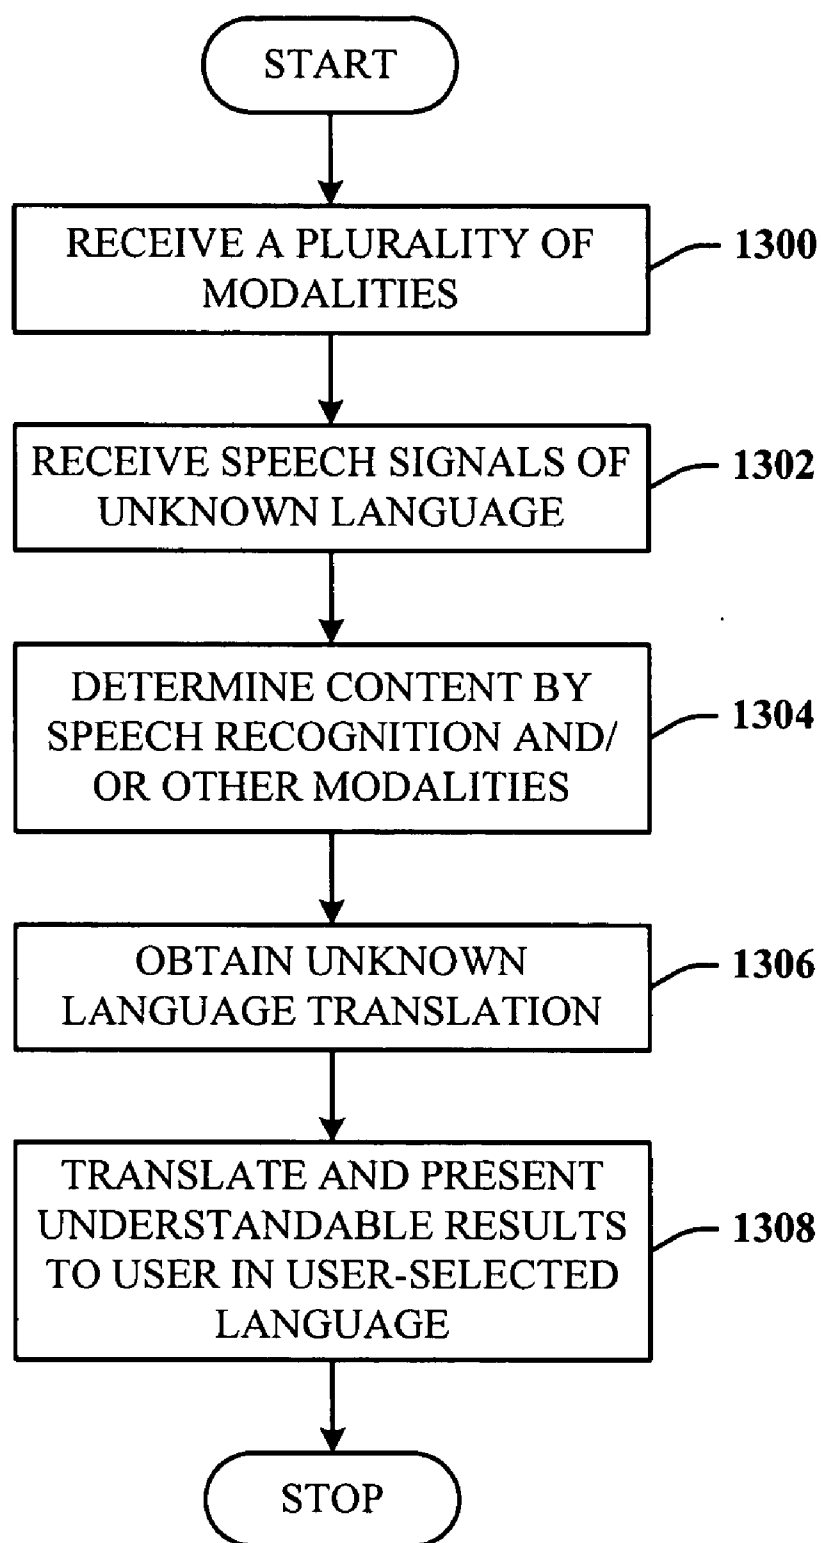 START
RECEIVE A PLURALITY OF
MODALITIES
1300
RECEIVE SPEECH SIGNALS OF
UNKNOWN LANGUAGE
1302
DETERMINE CONTENT BY
SPEECH RECOGNITION AND/
OR OTHER MODALITIES
1304
OBTAIN UNKNOWN
LANGUAGE TRANSLATION
1306
TRANSLATE AND PRESENT
UNDERSTANDABLE RESULTS
TO USER IN USER-SELECTED
LANGUAGE
1308
STOP